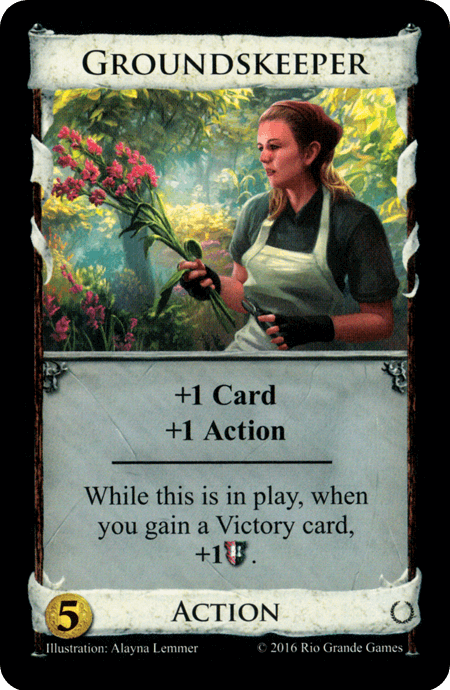 GROUNDSKEEPER
+1 Card
+1 Action
While this is in play, when
you gain a Victory card,
+1.
5
ACTION
Illustration: Alayna Lemmer
© 2016 Rio Grande Games